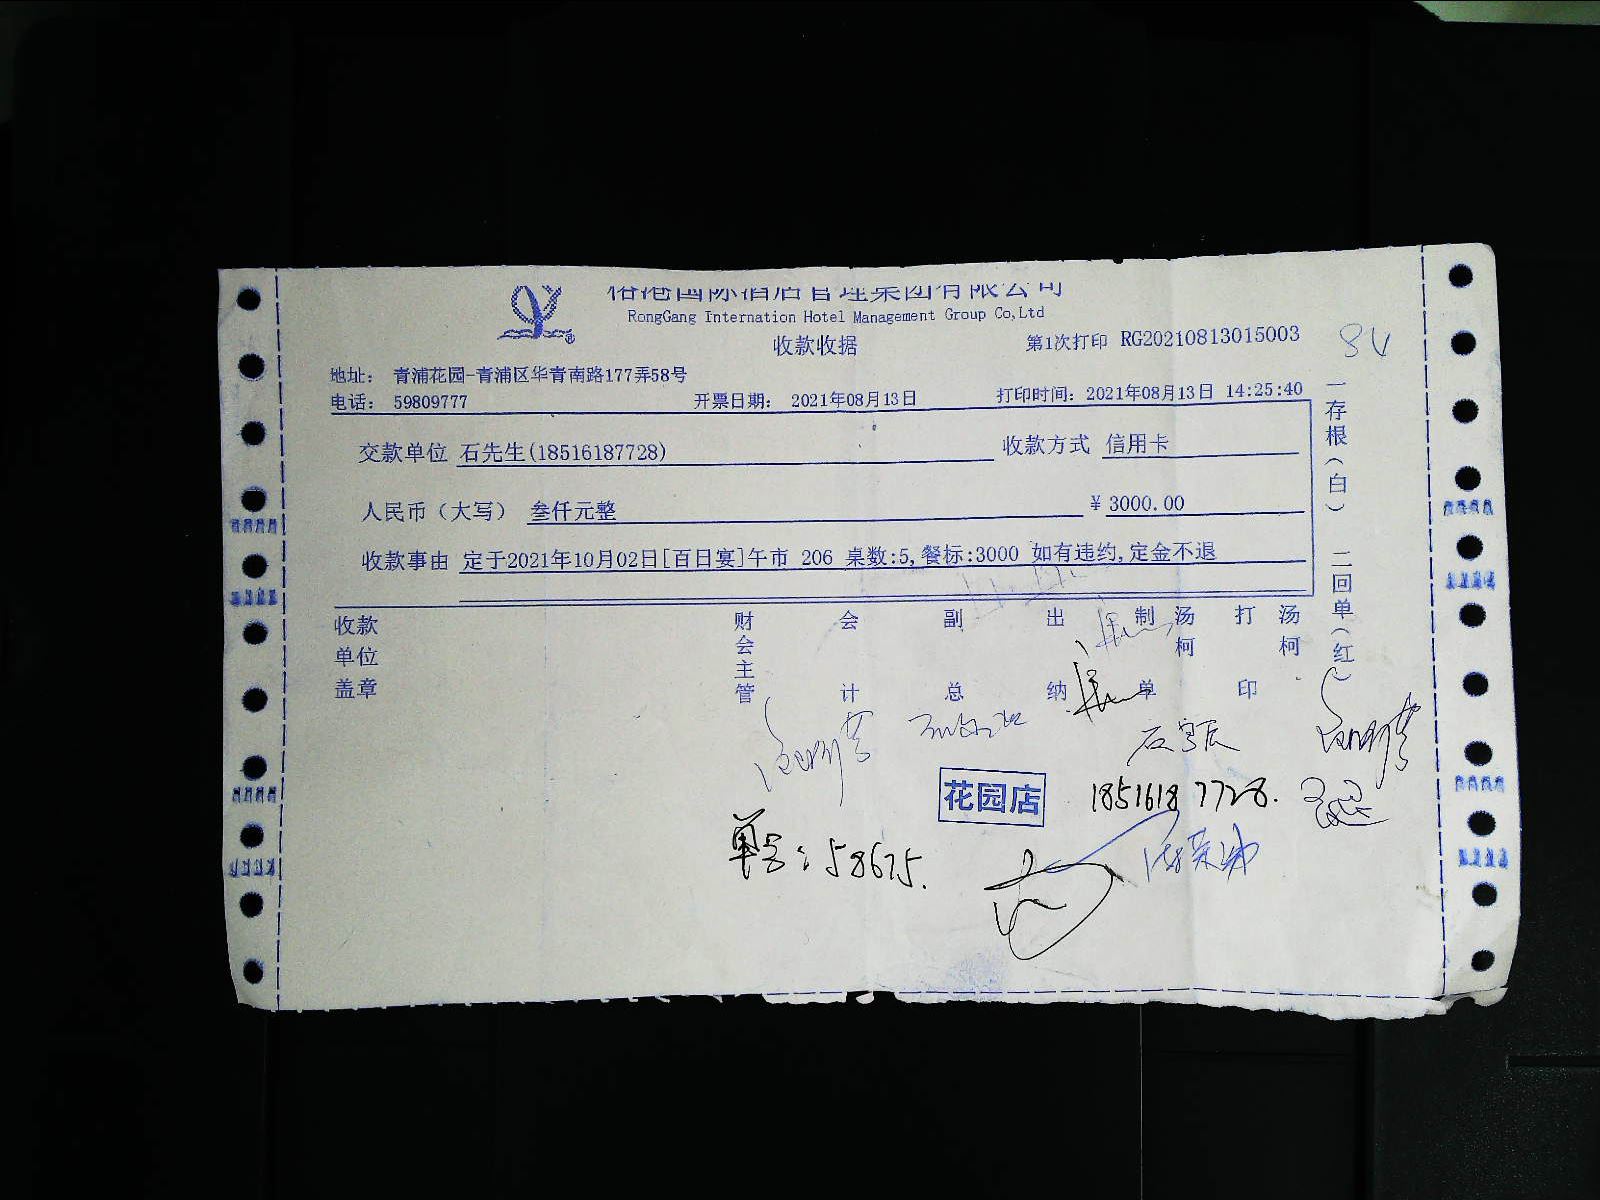 国际酒店管理集团有限公司
RongGang Internation Hotel Management Group Co,Ltd
收款收据
第1次打印 RG20210813015003
84
地址: 青浦花园-青浦区华青南路177弄58号
电话: 59809777 开票日期: 2021年08月13日 打印时间: 2021年08月13日 14:25:40
交款单位 石先生(18516187728) 收款方式 信用卡
人民币(大写) 叁仟元整 ¥3000.00
收款事由 定于2021年10月02日[百日宴]午市 206 桌数:5,餐标:3000 如有违约,定金不退
收款单位盖章
财会主管
会计
副总
出纳
制单 汤柯
打印 汤柯
一存根(白) 二回单(红)
花园店
18516187728.
单号:58675.